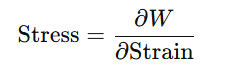 Stress = ∂W / ∂Strain